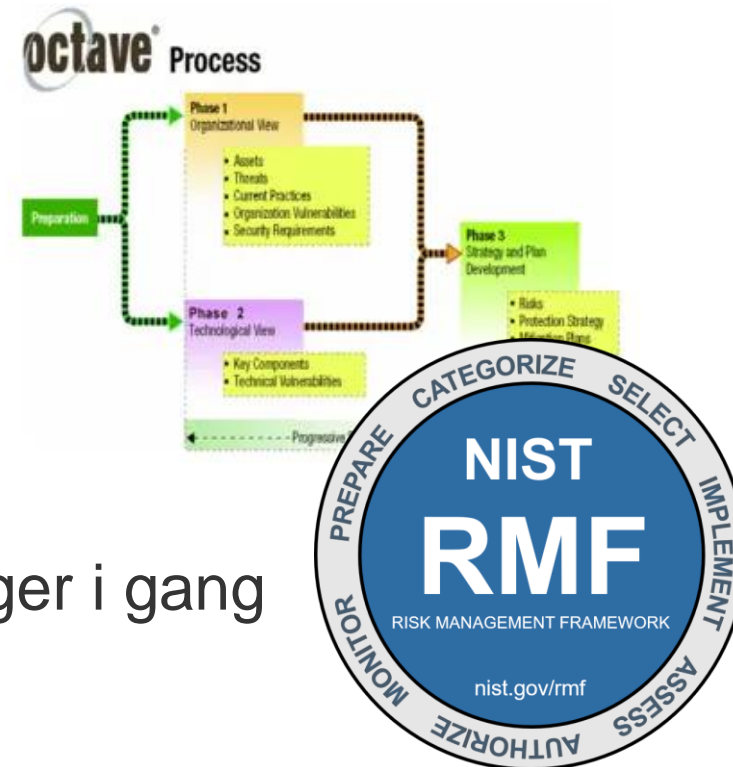 octave® Process
Phase 1
Organizational View
• Assets
• Threats
• Current Practices
• Organization Vulnerabilities
• Security Requirements
Preparation
Phase 2
Technological View
• Key Components
• Technical Vulnerabilities
Phase 3
Strategy and Plan
Development
• Risks
• Protection Strategy
• Mitigation Plans
Progressive
PREPARE CATEGORIZE SELECT IMPLEMENT ASSESS AUTHORIZE MONITOR
NIST
RMF
RISK MANAGEMENT FRAMEWORK
nist.gov/rmf
ger i gang